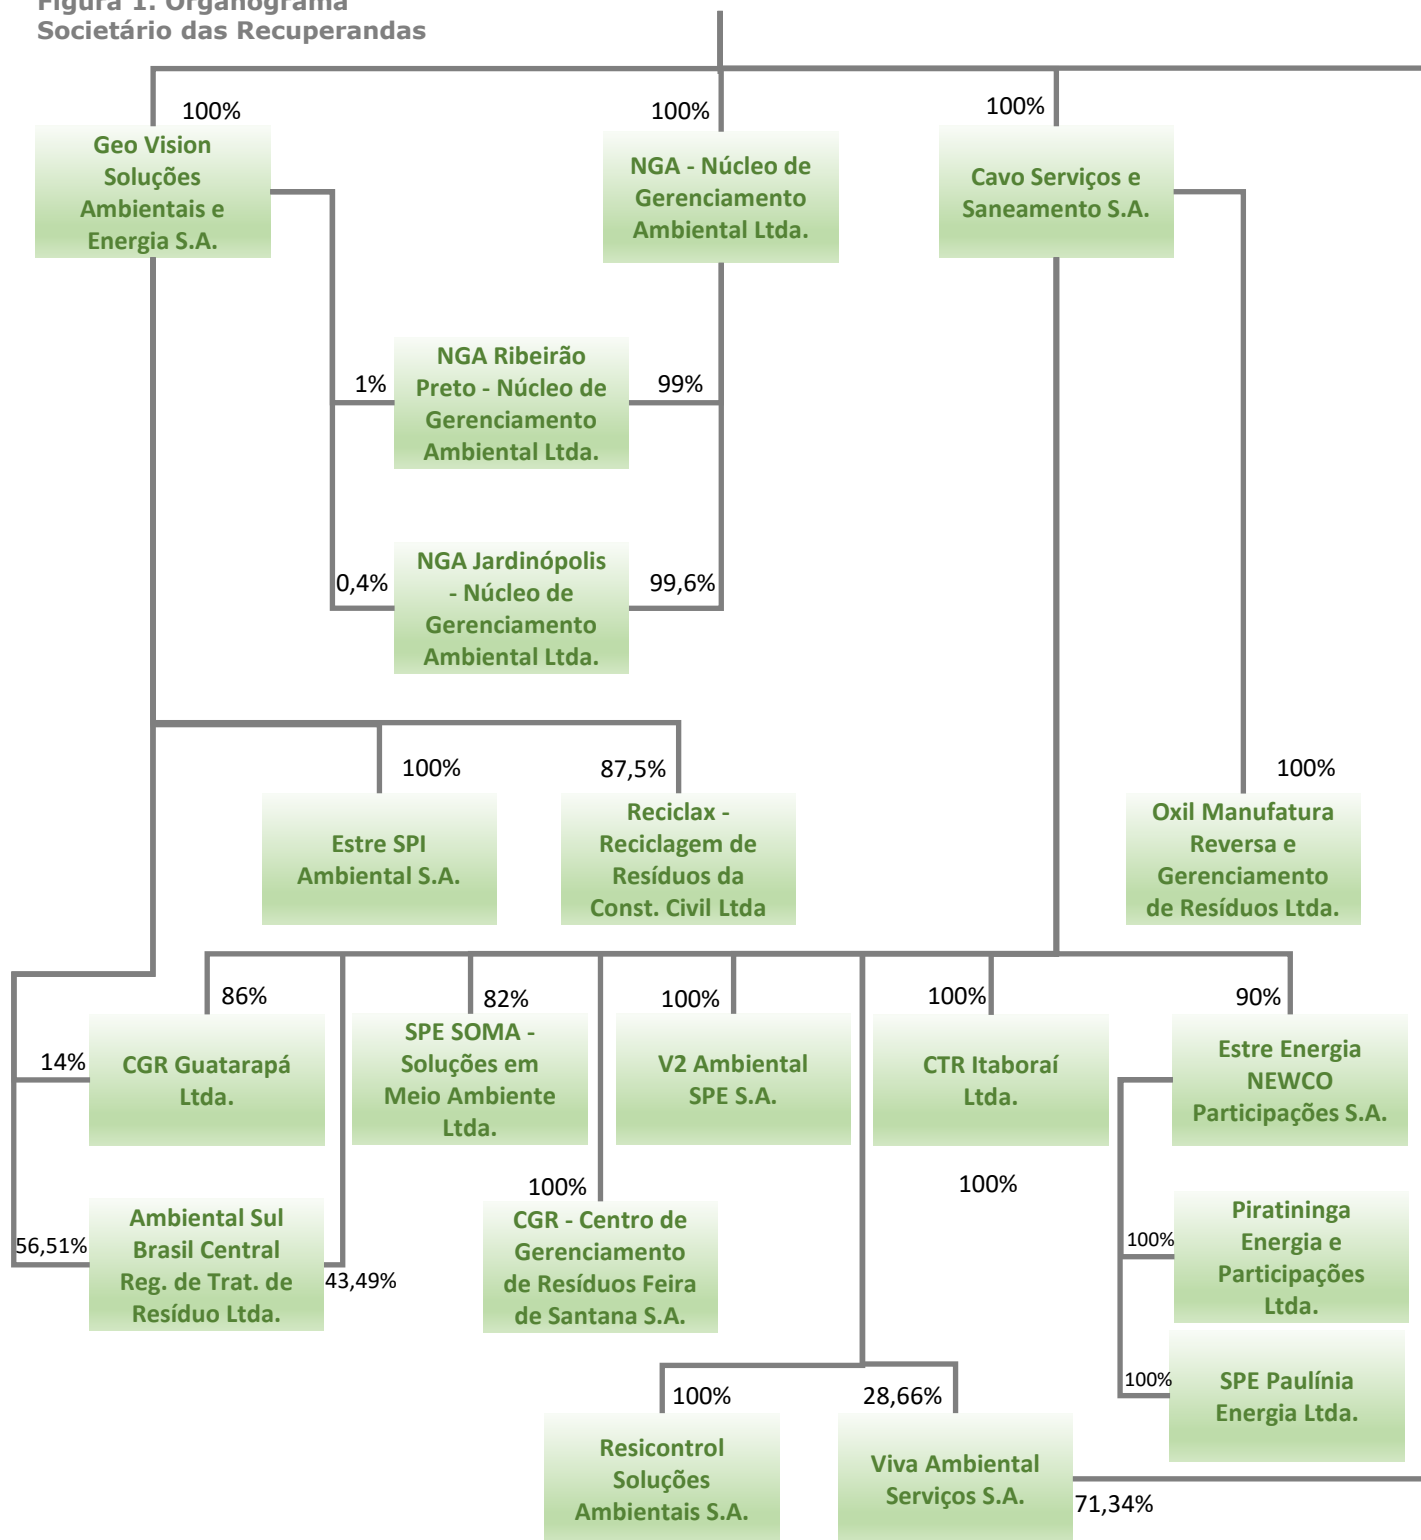 Figura 1. Organograma
Societário das Recuperandas
100%
100%
100%
Geo Vision
Soluções
Ambientais e
Energia S.A.
NGA - Núcleo de
Gerenciamento
Ambiental Ltda.
Cavo Serviços e
Saneamento S.A.
1%
NGA Ribeirão
Preto - Núcleo de
Gerenciamento
Ambiental Ltda.
99%
0,4%
NGA Jardinópolis
- Núcleo de
Gerenciamento
Ambiental Ltda.
99,6%
100%
87,5%
100%
Estre SPI
Ambiental S.A.
Reciclax -
Reciclagem de
Resíduos da
Const. Civil Ltda
Oxil Manufatura
Reversa e
Gerenciamento
de Resíduos Ltda.
86%
82%
100%
100%
90%
14%
CGR Guatarapá
Ltda.
SPE SOMA -
Soluções em
Meio Ambiente
Ltda.
V2 Ambiental
SPE S.A.
CTR Itaboraí
Ltda.
Estre Energia
NEWCO
Participações S.A.
100%
100%
56,51%
Ambiental Sul
Brasil Central
Reg. de Trat. de
Resíduo Ltda.
43,49%
CGR - Centro de
Gerenciamento
de Resíduos Feira
de Santana S.A.
100%
Piratininga
Energia e
Participações
Ltda.
100%
SPE Paulínia
Energia Ltda.
100%
28,66%
Resicontrol
Soluções
Ambientais S.A.
Viva Ambiental
Serviços S.A.
71,34%